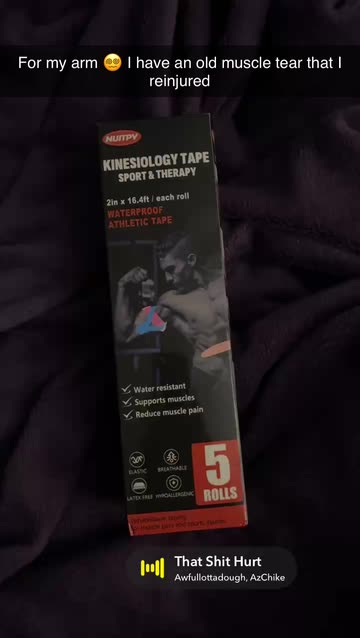 For my arm 😵‍💫 I have an old muscle tear that I
reinjured
NUITPY
KINESIOLOGY TAPE
SPORT & THERAPY
2in x 16.4ft / each roll
WATERPROOF
ATHLETIC TAPE
Water resistant
Supports muscles
Reduce muscle pain
ELASTIC
BREATHABLE
LATEX FREE
HYPOALLERGENIC
5
ROLLS
That Shit Hurt
Awfullottadough, AzChike